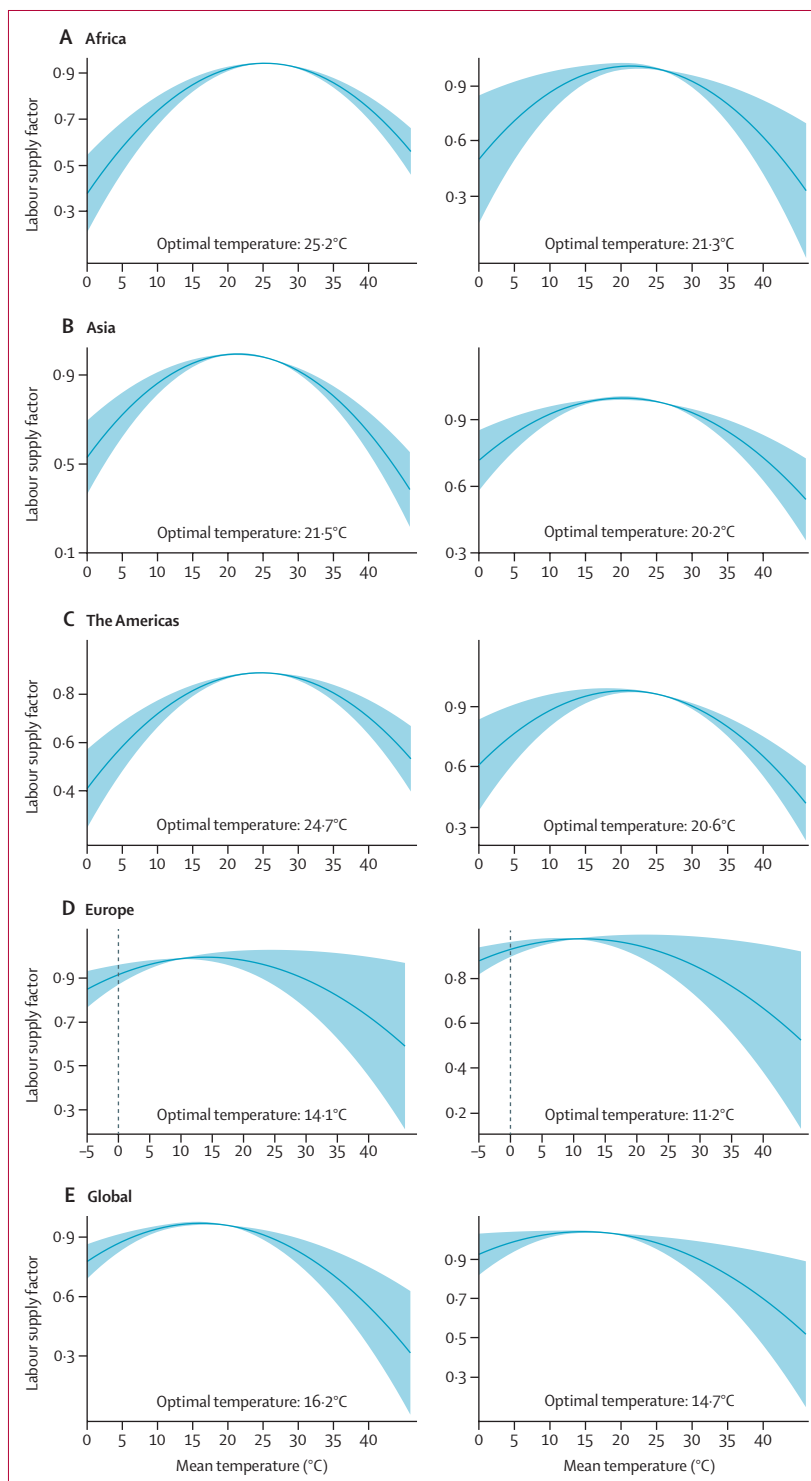 A Africa
Labour supply factor
0·9
0·7
0·5
0·3
Optimal temperature: 25·2°C
0 5 10 15 20 25 30 35 40
0·9
0·6
0·3
21·3°C
0 5 10 15 20 25 30 35 40
B Asia
Labour supply factor
0·9
0·5
0·1
Optimal temperature: 21·5°C
0 5 10 15 20 25 30 35 40
0·9
0·6
0·3
Optimal temperature: 20·2°C
0 5 10 15 20 25 30 35 40
C The Americas
Labour supply factor
0·8
0·6
0·4
Optimal temperature: 24·7°C
0 5 10 15 20 25 30 35 40
0·9
0·6
0·3
Optimal temperature: 20·6°C
0 5 10 15 20 25 30 35 40
D Europe
Labour supply factor
0·9
0·7
0·5
0·3
Optimal temperature: 14·1°C
–5 0 5 10 15 20 25 30 35 40
0·8
0·6
0·4
0·2
Optimal temperature: 11·2°C
–5 0 5 10 15 20 25 30 35 40
E Global
Labour supply factor
0·9
0·6
0·3
Optimal temperature: 16·2°C
0 5 10 15 20 25 30 35 40
Mean temperature (°C)
0·9
0·7
0·5
0·3
Optimal temperature: 14·7°C
0 5 10 15 20 25 30 35 40
Mean temperature (°C)